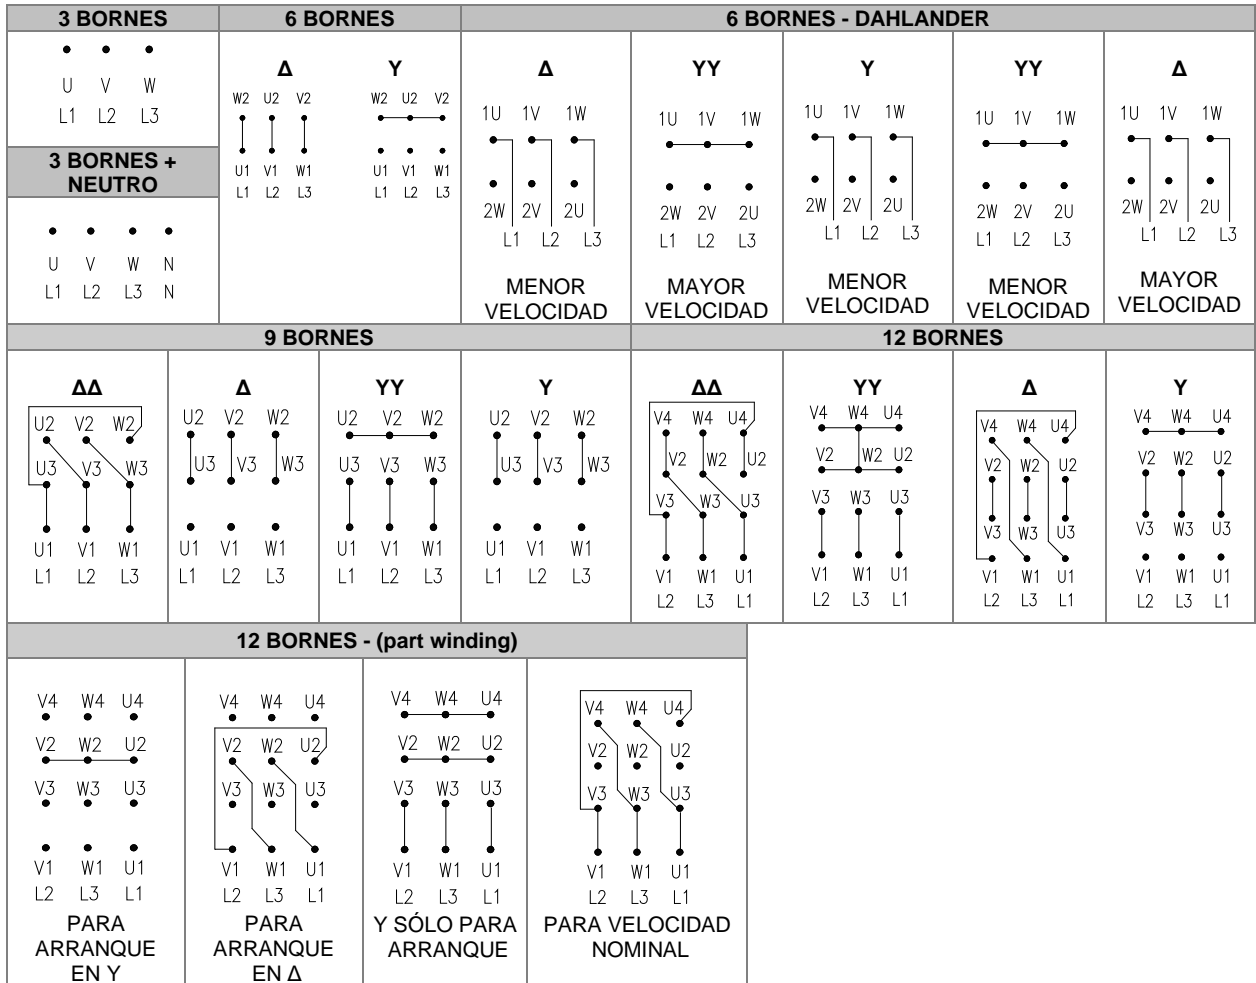 3 BORNES
6 BORNES
6 BORNES - DAHLANDER
U V W
L1 L2 L3
3 BORNES +
NEUTRO
U V W N
L1 L2 L3 N
Δ Y
W2 U2 V2 W2 U2 V2
U1 V1 W1 U1 V1 W1
L1 L2 L3 L1 L2 L3
Δ
1U 1V 1W
2W 2V 2U
L1 L2 L3
MENOR
VELOCIDAD
YY
1U 1V 1W
2W 2V 2U
L1 L2 L3
MAYOR
VELOCIDAD
Y
1U 1V 1W
2W 2V 2U
L1 L2 L3
MENOR
VELOCIDAD
YY
1U 1V 1W
2W 2V 2U
L1 L2 L3
MENOR
VELOCIDAD
Δ
1U 1V 1W
2W 2V 2U
L1 L2 L3
MAYOR
VELOCIDAD
9 BORNES
12 BORNES
ΔΔ
U2 V2 W2
U3 V3 W3
U1 V1 W1
L1 L2 L3
Δ
U2 V2 W2
U3 V3 W3
U1 V1 W1
L1 L2 L3
YY
U2 V2 W2
U3 V3 W3
U1 V1 W1
L1 L2 L3
Y
U2 V2 W2
U3 V3 W3
U1 V1 W1
L1 L2 L3
ΔΔ
V4 W4 U4
V2 W2 U2
V3 W3 U3
V1 W1 U1
L2 L3 L1
YY
V4 W4 U4
V2 W2 U2
V3 W3 U3
V1 W1 U1
L2 L3 L1
Δ
V4 W4 U4
V2 W2 U2
V3 W3 U3
V1 W1 U1
L2 L3 L1
Y
V4 W4 U4
V2 W2 U2
V3 W3 U3
V1 W1 U1
L2 L3 L1
12 BORNES - (part winding)
V4 W4 U4
V2 W2 U2
V3 W3 U3
V1 W1 U1
L2 L3 L1
PARA
ARRANQUE
EN Y
V4 W4 U4
V2 W2 U2
V3 W3 U3
V1 W1 U1
L2 L3 L1
PARA
ARRANQUE
EN Δ
V4 W4 U4
V2 W2 U2
V3 W3 U3
V1 W1 U1
L2 L3 L1
Y SÓLO PARA
ARRANQUE
V4 W4 U4
V2 W2 U2
V3 W3 U3
V1 W1 U1
L2 L3 L1
PARA VELOCIDAD
NOMINAL